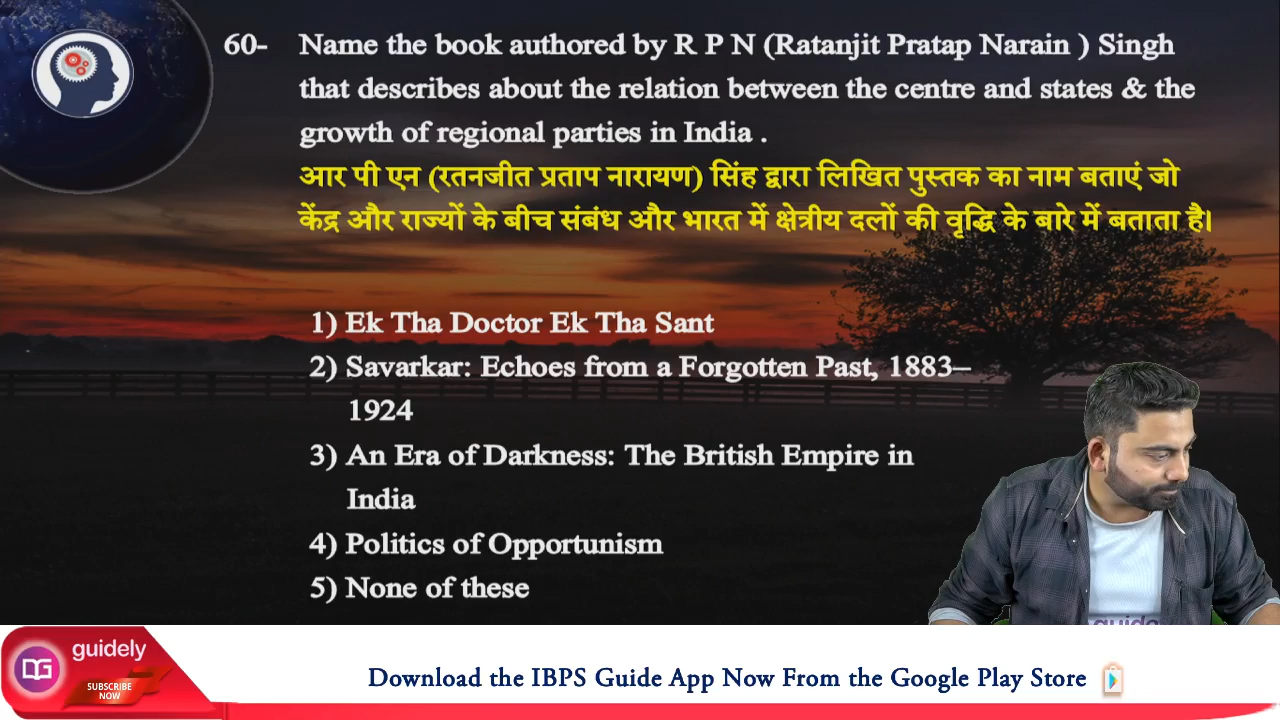 60- Name the book authored by R P N (Ratanjit Pratap Narain ) Singh
that describes about the relation between the centre and states & the
growth of regional parties in India .
आर पी एन (रतनजीत प्रताप नारायण) सिंह द्वारा लिखित पुस्तक का नाम बताएं जो
केंद्र और राज्यों के बीच संबंध और भारत में क्षेत्रीय दलों की वृद्धि के बारे में बताता है।
1) Ek Tha Doctor Ek Tha Sant
2) Savarkar: Echoes from a Forgotten Past, 1883–
1924
3) An Era of Darkness: The British Empire in
India
4) Politics of Opportunism
5) None of these
guidely
guidely
SUBSCRIBE
NOW
Download the IBPS Guide App Now From the Google Play Store